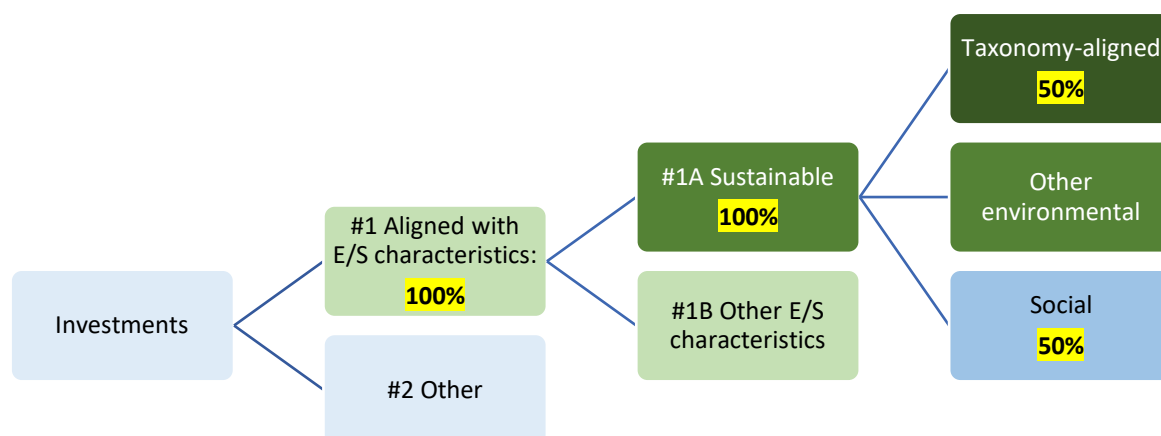 Investments
#1 Aligned with
E/S characteristics:
100%
#2 Other
#1A Sustainable
100%
#1B Other E/S
characteristics
Taxonomy-aligned
50%
Other
environmental
Social
50%